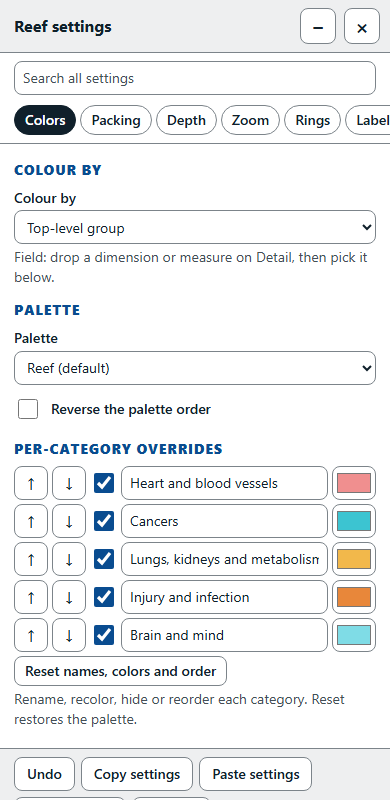 Reef settings
Search all settings
Colors Packing Depth Zoom Rings Label
COLOUR BY
Colour by
Top-level group
Field: drop a dimension or measure on Detail, then pick it
below.
PALETTE
Palette
Reef (default)
Reverse the palette order
PER-CATEGORY OVERRIDES
↑ ↓ Heart and blood vessels
↑ ↓ Cancers
↑ ↓ Lungs, kidneys and metabolism
↑ ↓ Injury and infection
↑ ↓ Brain and mind
Reset names, colors and order
Rename, recolor, hide or reorder each category. Reset
restores the palette.
Undo Copy settings Paste settings